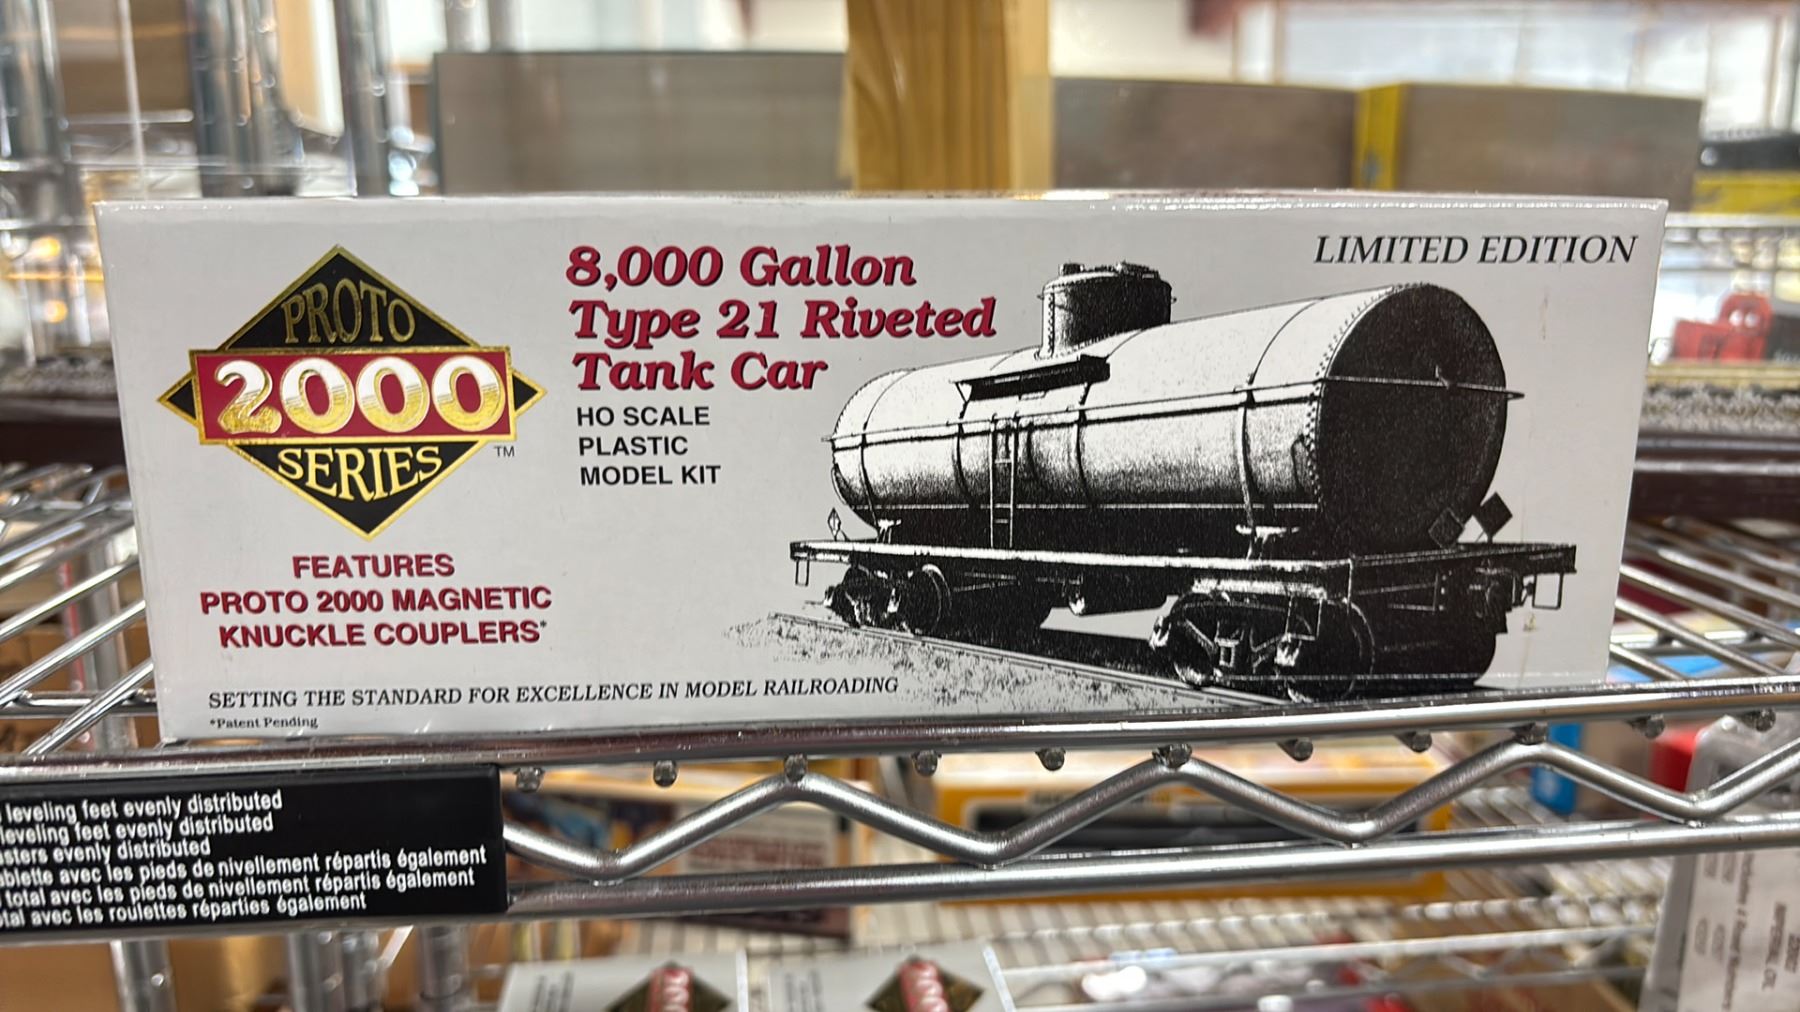 PROTO
2000
SERIES
TM
FEATURES
PROTO 2000 MAGNETIC
KNUCKLE COUPLERS*
8,000 Gallon
Type 21 Riveted
Tank Car
HO SCALE
PLASTIC
MODEL KIT
LIMITED EDITION
SETTING THE STANDARD FOR EXCELLENCE IN MODEL RAILROADING
*Patent Pending
leveling feet evenly distributed
leveling feet evenly distributed
evenly distributed
avec les pieds de nivellement répartis également
total avec les pieds de nivellement répartis également
avec les roulettes réparties également
IMPERIAL OIL